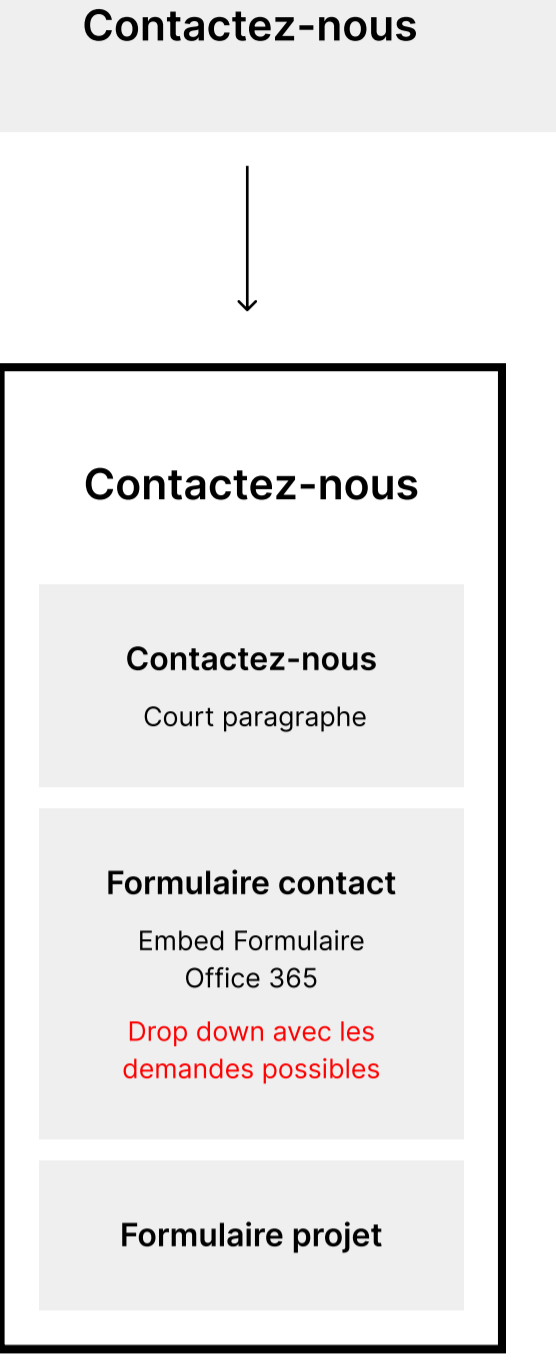 Contactez-nous
Contactez-nous
Contactez-nous
Court paragraphe
Formulaire contact
Embed Formulaire
Office 365
Drop down avec les
demandes possibles
Formulaire projet